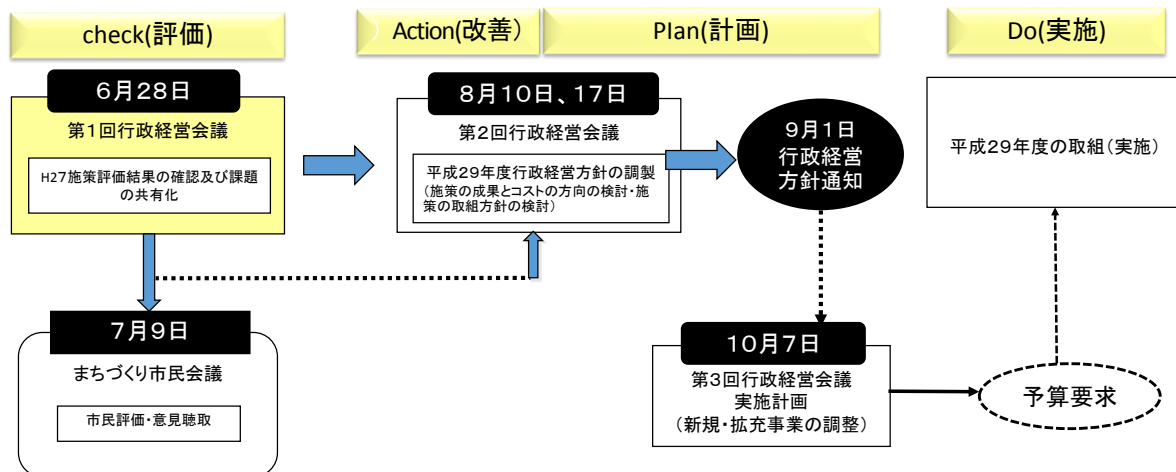 check(評価)
Action(改善)
Plan(計画)
Do(実施)
6月28日
第1回行政経営会議
H27施策評価結果の確認及び課題
の共有化
8月10日、17日
第2回行政経営会議
平成29年度行政経営方針の調製
(施策の成果とコストの方向の検討・施
策の取組方針の検討)
9月1日
行政経営
方針通知
平成29年度の取組(実施)
7月9日
まちづくり市民会議
市民評価・意見聴取
10月7日
第3回行政経営会議
実施計画
(新規・拡充事業の調整)
予算要求